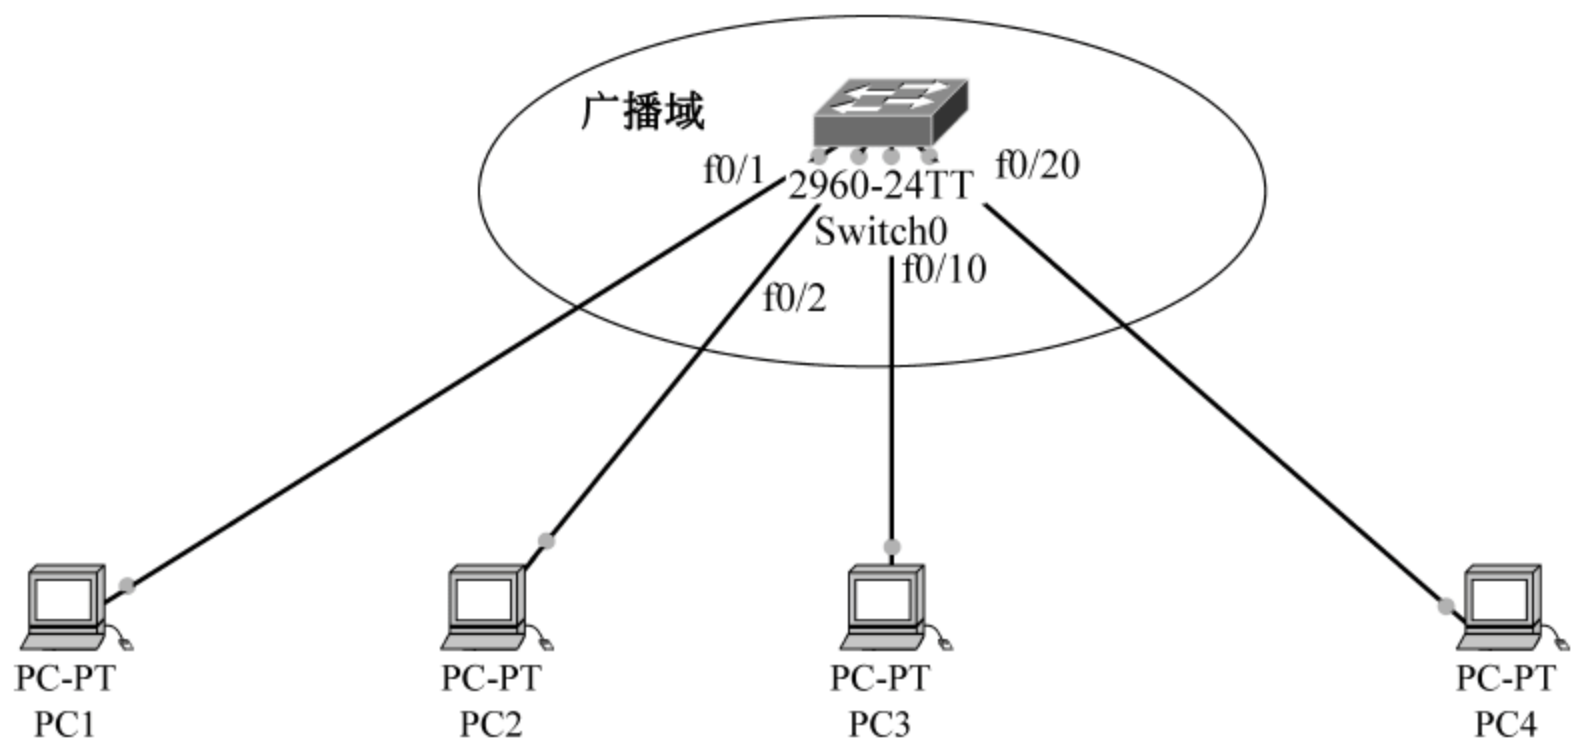 广播域
f0/1
2960-24TT
f0/20
Switch0
f0/10
f0/2
PC-PT
PC1
PC-PT
PC2
PC-PT
PC3
PC-PT
PC4